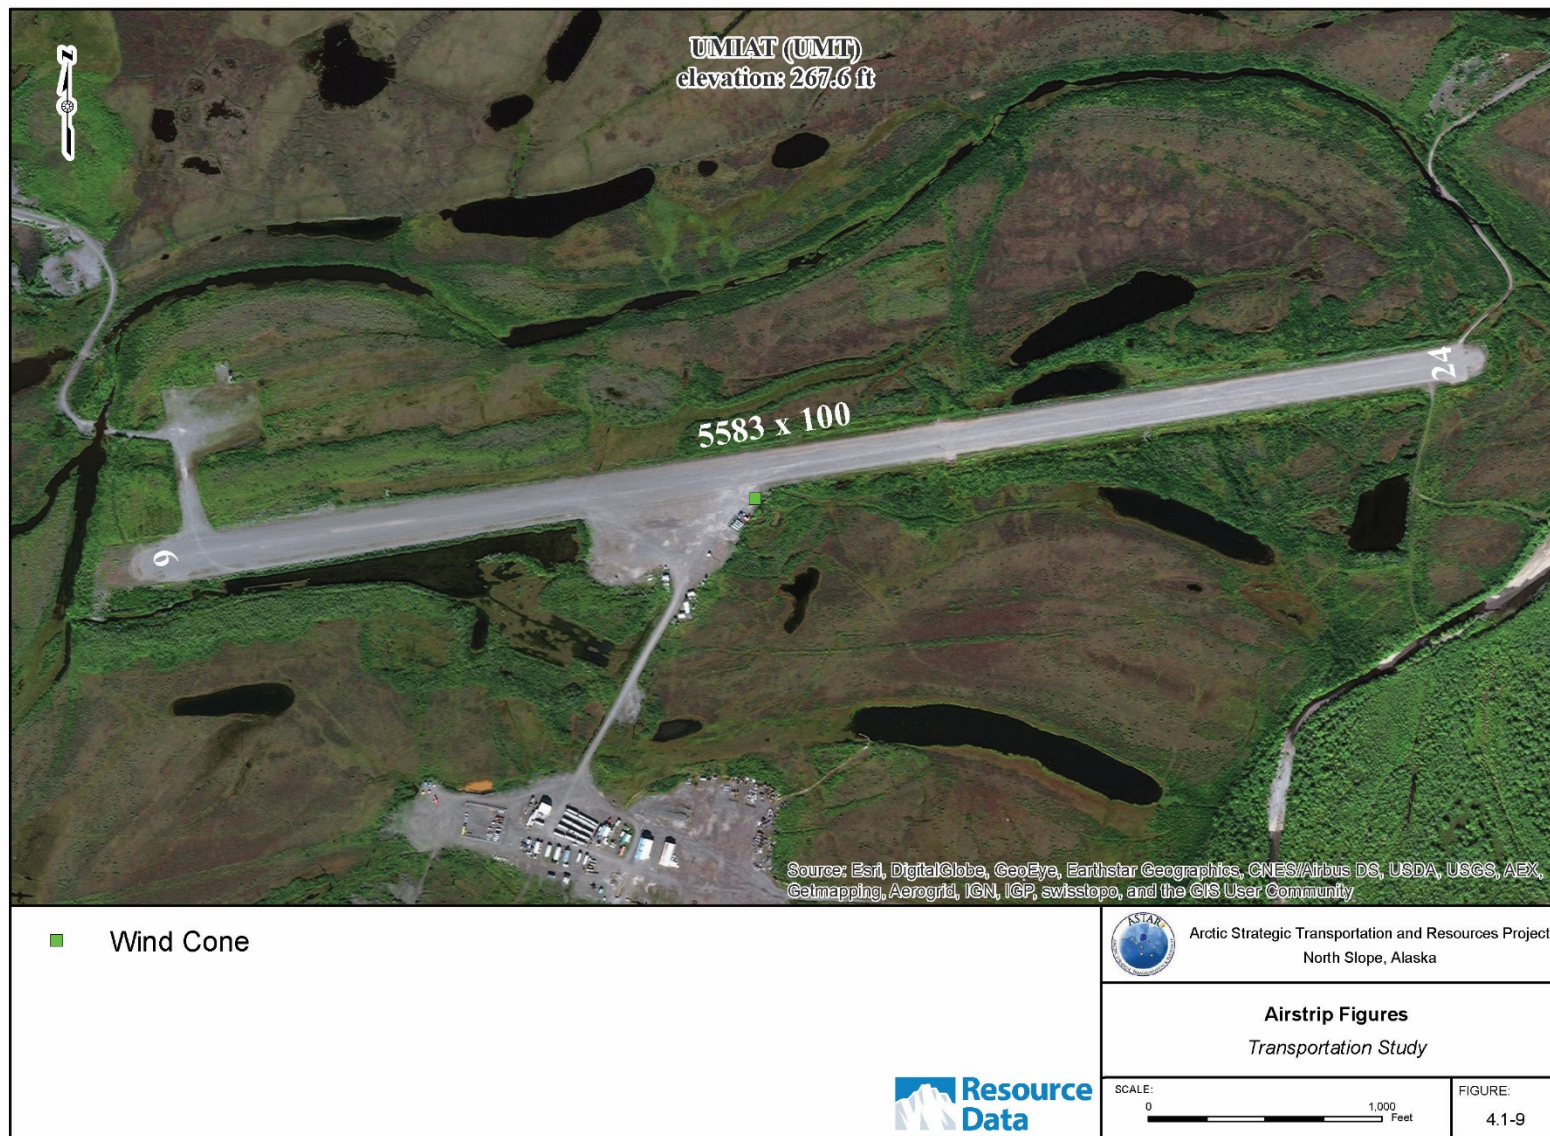 UMIAT (UMT)
elevation: 267.6 ft
N
5583 x 100
24
6
Source: Esri, DigitalGlobe, GeoEye, Earthstar Geographics, CNES/Airbus DS, USDA, USGS, AEX,
Getmapping, Aerogrid, IGN, IGP, swisstopo, and the GIS User Community
Wind Cone
ASTAR
Arctic Strategic Transportation and Resources Project
North Slope, Alaska
Airstrip Figures
Transportation Study
Resource
Data
SCALE:
0 1,000
Feet
FIGURE:
4.1-9